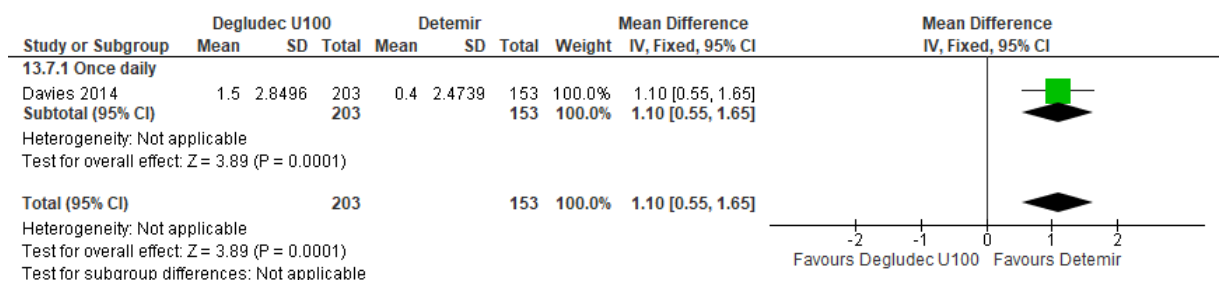 Degludec U100 Detemir Mean Difference Mean Difference
Study or Subgroup Mean SD Total Mean SD Total Weight IV, Fixed, 95% CI IV, Fixed, 95% CI
13.7.1 Once daily
Davies 2014 1.5 2.8496 203 0.4 2.4739 153 100.0% 1.10 [0.55, 1.65]
Subtotal (95% CI) 203 153 100.0% 1.10 [0.55, 1.65]
Heterogeneity: Not applicable
Test for overall effect: Z = 3.89 (P = 0.0001)
Total (95% CI) 203 153 100.0% 1.10 [0.55, 1.65]
Heterogeneity: Not applicable
Test for overall effect: Z = 3.89 (P = 0.0001)
Test for subgroup differences: Not applicable
-2 -1 0 1 2
Favours Degludec U100 Favours Detemir